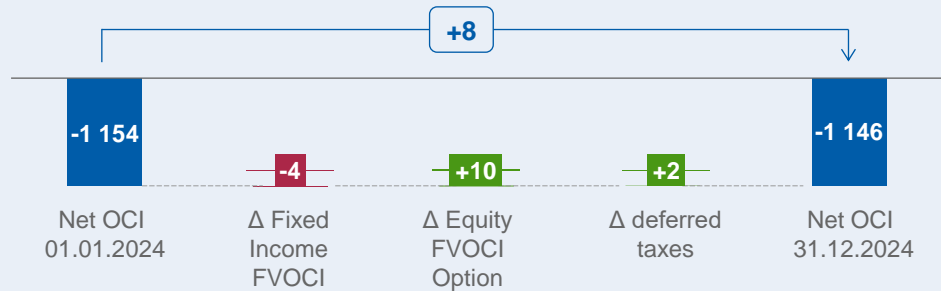 +8
-1 154
-4
+10
+2
-1 146
Net OCI
01.01.2024
Δ Fixed
Income
FVOCI
Δ Equity
FVOCI
Option
Δ deferred
taxes
Net OCI
31.12.2024